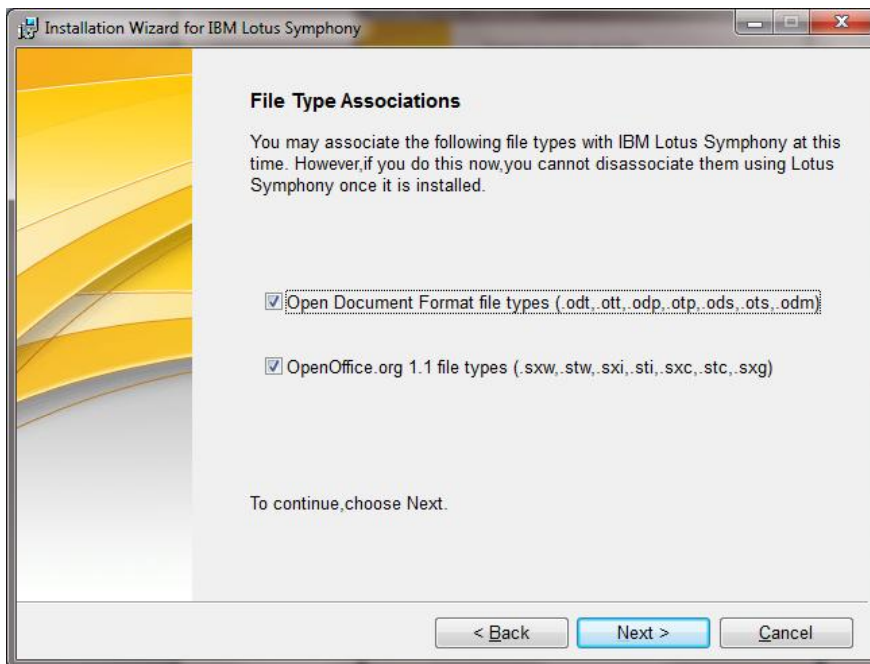 Installation Wizard for IBM Lotus Symphony
File Type Associations
You may associate the following file types with IBM Lotus Symphony at this
time. However,if you do this now,you cannot disassociate them using Lotus
Symphony once it is installed.
Open Document Format file types (.odt,.ott,.odp,.otp,.ods,.ots,.odm)
OpenOffice.org 1.1 file types (.sxw,.stw,.sxi,.sti,.sxc,.stc,.sxg)
To continue,choose Next.
< Back
Next >
Cancel